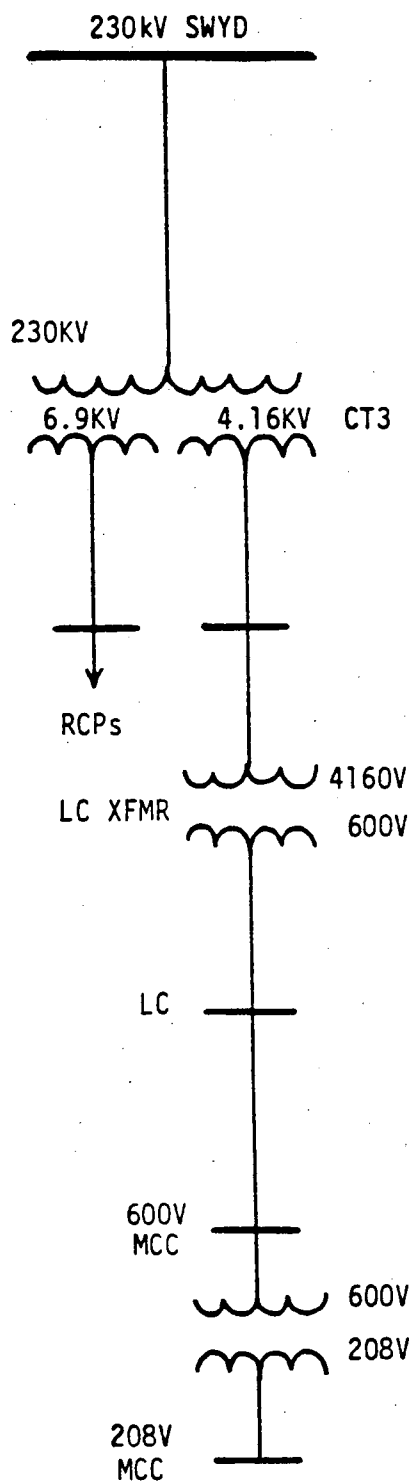 230kV SWYD
230KV
6.9KV 4.16KV CT3
RCPs
4160V
LC XFMR 600V
LC
600V
MCC
600V
208V
208V
MCC